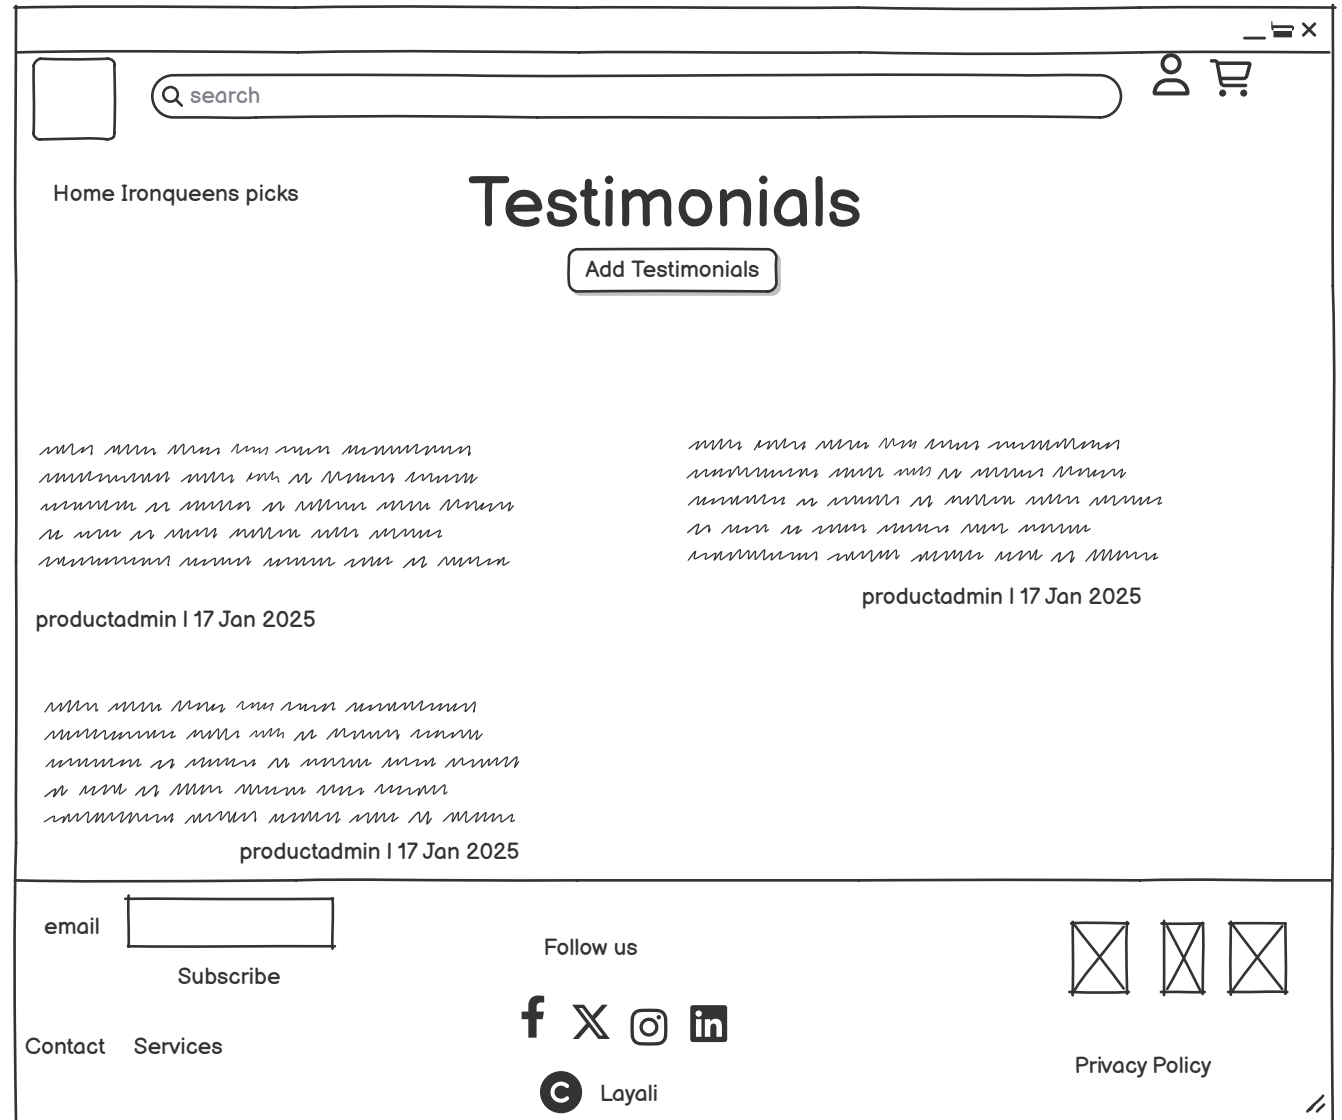 search
Home Ironqueens picks
Testimonials
Add Testimonials
productadmin | 17 Jan 2025
productadmin | 17 Jan 2025
productadmin | 17 Jan 2025
email
Subscribe
Follow us
Contact Services
Privacy Policy
C Layali